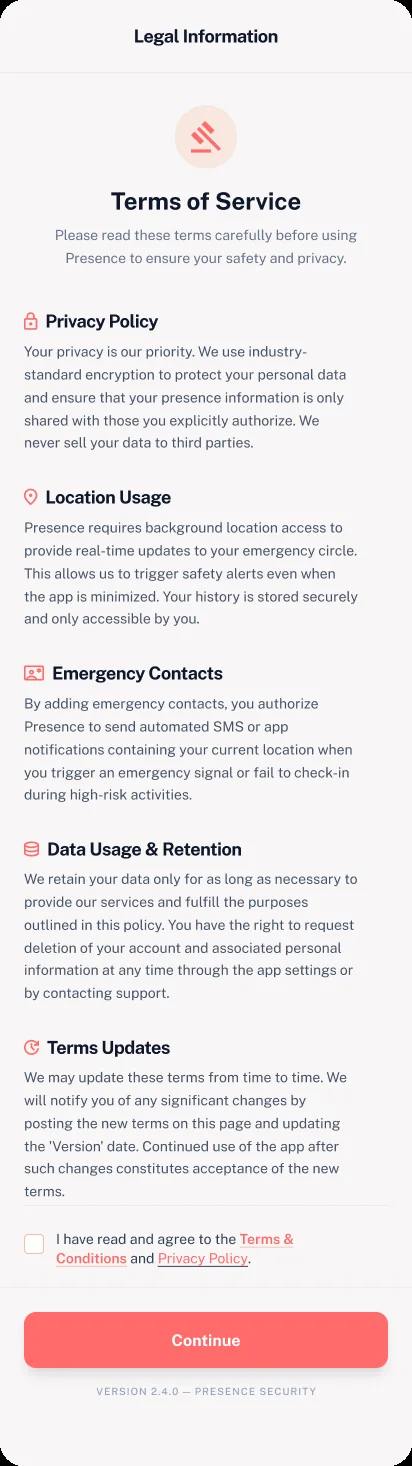 Legal Information
Terms of Service
Please read these terms carefully before using
Presence to ensure your safety and privacy.
Privacy Policy
Your privacy is our priority. We use industry-
standard encryption to protect your personal data
and ensure that your presence information is only
shared with those you explicitly authorize. We
never sell your data to third parties.
Location Usage
Presence requires background location access to
provide real-time updates to your emergency circle.
This allows us to trigger safety alerts even when
the app is minimized. Your history is stored securely
and only accessible by you.
Emergency Contacts
By adding emergency contacts, you authorize
Presence to send automated SMS or app
notifications containing your current location when
you trigger an emergency signal or fail to check-in
during high-risk activities.
Data Usage & Retention
We retain your data only for as long as necessary to
provide our services and fulfill the purposes
outlined in this policy. You have the right to request
deletion of your account and associated personal
information at any time through the app settings or
by contacting support.
Terms Updates
We may update these terms from time to time. We
will notify you of any significant changes by
posting the new terms on this page and updating
the 'Version' date. Continued use of the app after
such changes constitutes acceptance of the new
terms.
I have read and agree to the Terms &
Conditions and Privacy Policy.
Continue
VERSION 2.4.0 — PRESENCE SECURITY